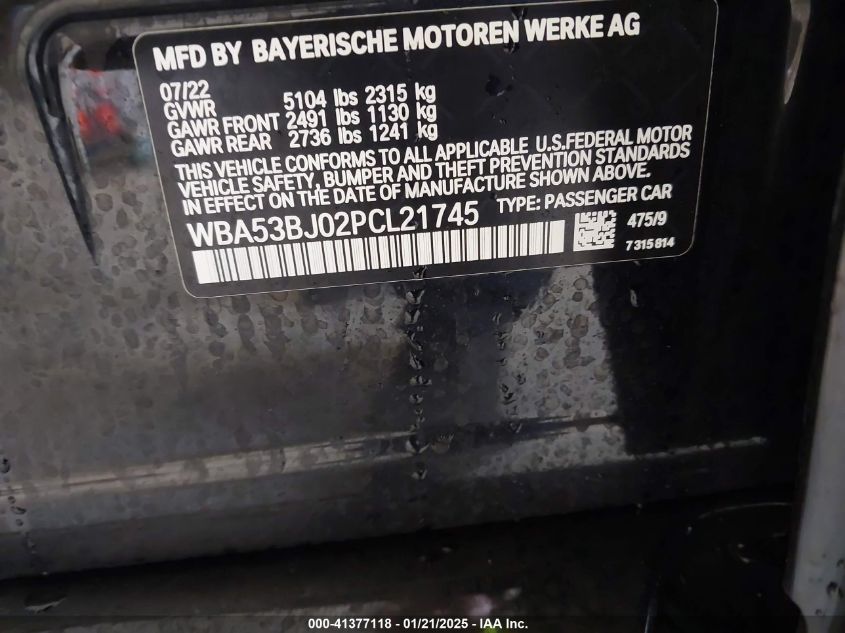 MFD BY BAYERISCHE MOTOREN WERKE AG
07/22
GVWR 5104 lbs 2315 kg
GAWR FRONT 2491 lbs 1130 kg
GAWR REAR 2736 lbs 1241 kg
THIS VEHICLE CONFORMS TO ALL APPLICABLE U.S.FEDERAL MOTOR
VEHICLE SAFETY, BUMPER AND THEFT PREVENTION STANDARDS
IN EFFECT ON THE DATE OF MANUFACTURE SHOWN ABOVE.
WBA53BJ02PCL21745 TYPE: PASSENGER CAR
475/9
7315814
000-41377118 - 01/21/2025 - IAA Inc.